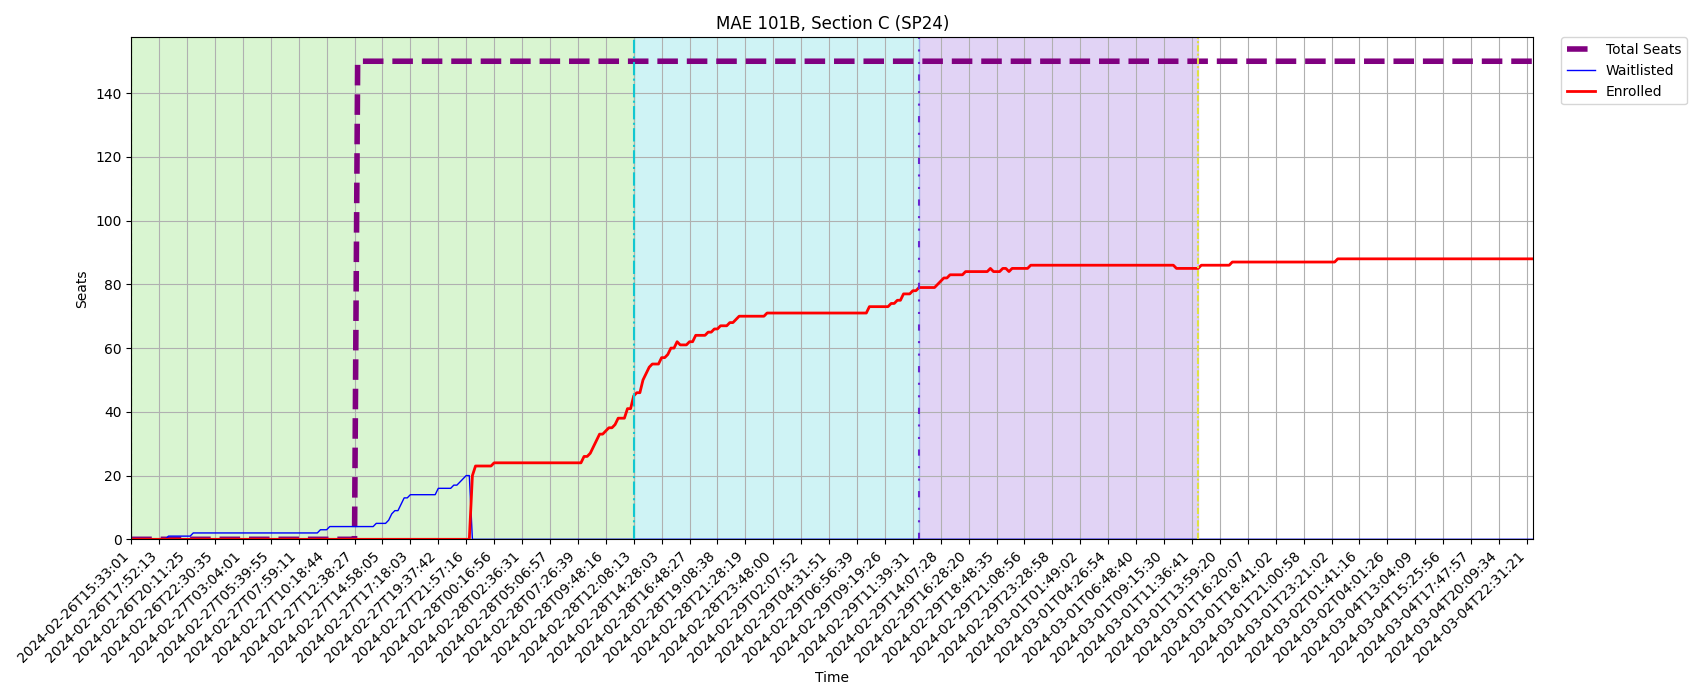 MAE 101B, Section C (SP24)
Total Seats
Waitlisted
Enrolled
Seats
140
120
100
80
60
40
20
0
2024-02-26T15:33:01
2024-02-26T17:52:13
2024-02-26T20:11:25
2024-02-26T22:30:35
2024-02-27T03:04:01
2024-02-27T05:39:55
2024-02-27T07:59:11
2024-02-27T10:18:44
2024-02-27T12:38:27
2024-02-27T14:58:05
2024-02-27T17:18:03
2024-02-27T19:37:42
2024-02-27T21:57:16
2024-02-28T00:16:56
2024-02-28T02:36:31
2024-02-28T05:06:57
2024-02-28T07:26:39
2024-02-28T09:48:16
2024-02-28T12:08:13
2024-02-28T14:28:03
2024-02-28T16:48:27
2024-02-28T19:08:38
2024-02-28T21:28:19
2024-02-28T23:48:00
2024-02-29T02:07:52
2024-02-29T04:31:51
2024-02-29T06:56:39
2024-02-29T09:19:26
2024-02-29T11:39:31
2024-02-29T14:07:28
2024-02-29T16:28:20
2024-02-29T18:48:35
2024-02-29T21:08:56
2024-02-29T23:28:58
2024-03-01T01:49:02
2024-03-01T04:26:54
2024-03-01T06:48:40
2024-03-01T09:15:30
2024-03-01T11:36:41
2024-03-01T13:59:20
2024-03-01T16:20:07
2024-03-01T18:41:02
2024-03-01T21:00:58
2024-03-01T23:21:02
2024-03-02T01:41:16
2024-03-02T04:01:26
2024-03-04T13:04:09
2024-03-04T15:25:56
2024-03-04T17:47:57
2024-03-04T20:09:34
2024-03-04T22:31:21
Time